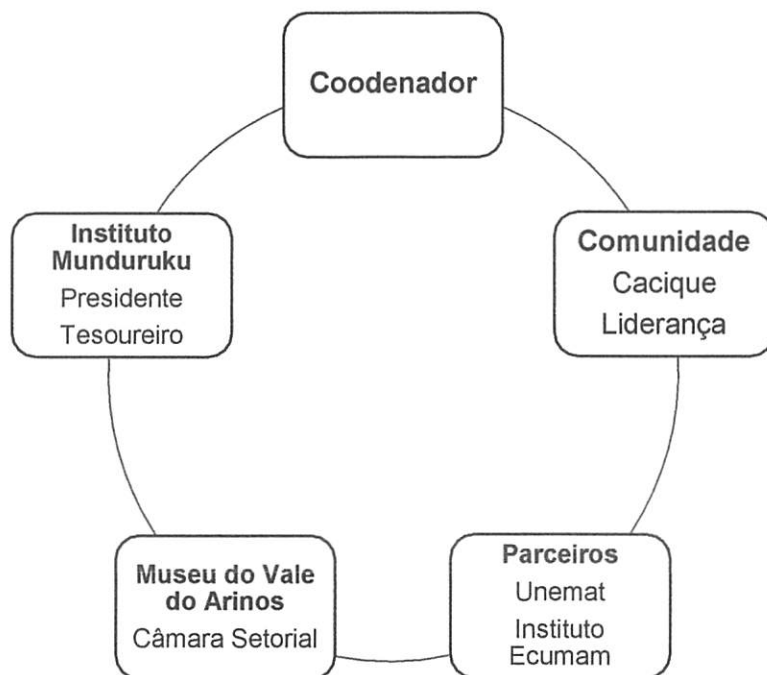 Coodenador
Instituto
Munduruku
Presidente
Tesoureiro
Comunidade
Cacique
Liderança
Museu do Vale
do Arinos
Câmara Setorial
Parceiros
Unemat
Instituto
Ecumam